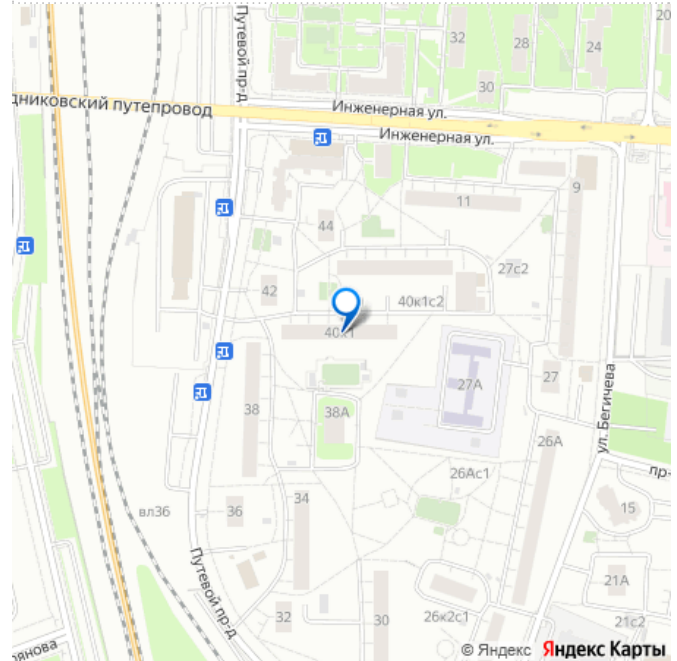 20
32
28
24
Путевой пр-д
30
дниковский путепровод
Инженерная ул.
Инженерная ул.
9
11
44
27с2
42
40к1с2
40к1
27
27А
38
38А
ул. Бегичева
26А
26Ас1
34
вл36
36
пр-
15
Путевой пр-д
21А
32
30
26к2с1
21с2
рянова
© Яндекс Яндекс Карты